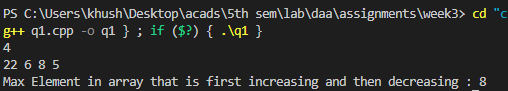 PS C:\Users\khush\Desktop\acads\5th sem\lab\daa\assignments\week3> cd "c
g++ q1.cpp -o q1 } ; if ($?) { .\q1 }
4
22 6 8 5
Max Element in array that is first increasing and then decreasing : 8